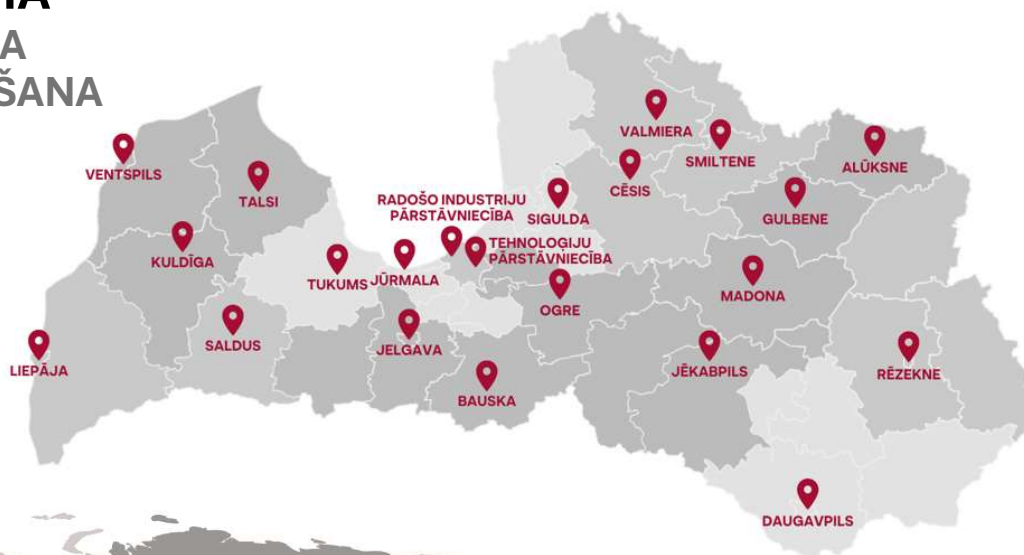 A
ŠANA
VALMIERA
SMILTENE
ALŪKSNE
VENTSPILS
CĒSIS
TALSI
RADOŠO INDUSTRIJU
PĀRSTĀVNIECĪBA
SIGULDA
GULBENE
TEHNOLOĢIJU
PĀRSTĀVNIECĪBA
KULDĪGA
TUKUMS
JŪRMALA
MADONA
OGRE
SALDUS
JELGAVA
LIEPĀJA
JĒKABPILS
RĒZEKNE
BAUSKA
DAUGAVPILS